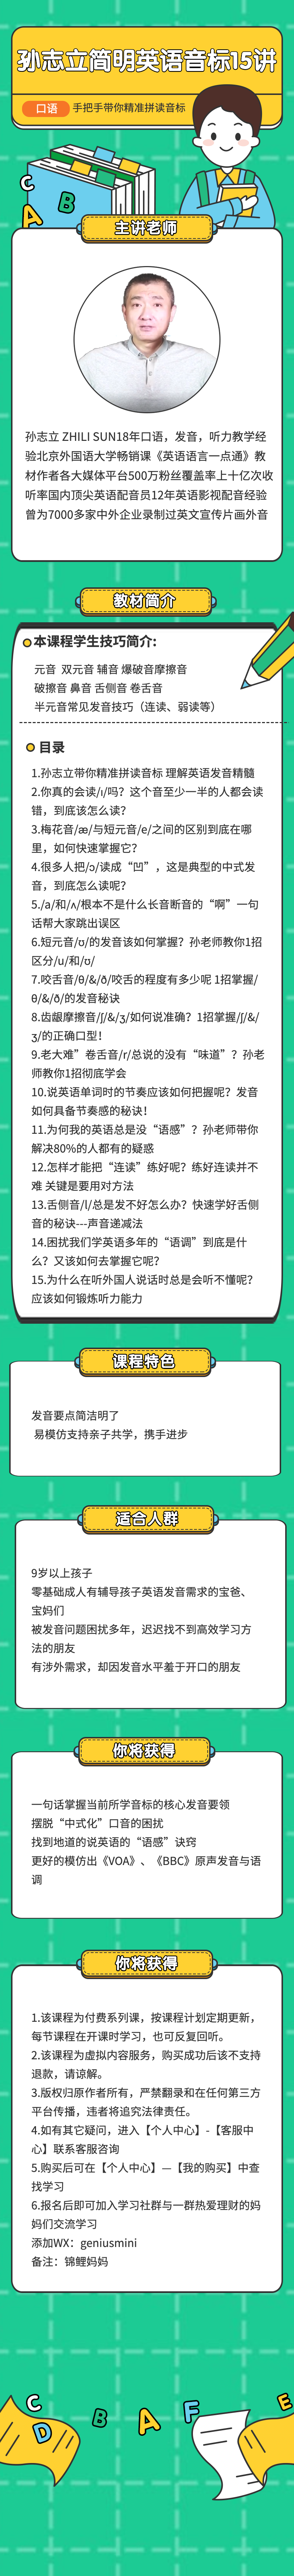 孙志立简明英语音标15讲
口语 手把手带你精准拼读音标
C
B
A
主讲老师
孙志立 ZHILI SUN18年口语，发音，听力教学经
验北京外国语大学畅销课《英语语言一点通》教
材作者各大媒体平台500万粉丝覆盖率上十亿次收
听率国内顶尖英语配音员12年英语影视配音经验
曾为7000多家中外企业录制过英文宣传片画外音
教材简介
本课程学生技巧简介:
元音 双元音 辅音 爆破音摩擦音
破擦音 鼻音 舌侧音 卷舌音
半元音常见发音技巧（连读、弱读等）
目录
1.孙志立带你精准拼读音标 理解英语发音精髓
2.你真的会读/ı/吗？这个音至少一半的人都会读
错，到底该怎么读？
3.梅花音/æ/与短元音/e/之间的区别到底在哪
里，如何快速掌握它？
4.很多人把/ɔ/读成“凹”，这是典型的中式发
音，到底怎么读呢？
5./a/和/ʌ/根本不是什么长音断音的“啊”一句
话帮大家跳出误区
6.短元音/ʊ/的发音该如何掌握？孙老师教你1招
区分/u/和/ʊ/
7.咬舌音/θ/&/ð/咬舌的程度有多少呢 1招掌握/
θ/&/ð/的发音秘诀
8.齿龈摩擦音/ʃ/&/ʒ/如何说准确？1招掌握/ʃ/&/
ʒ/的正确口型！
9.老大难”卷舌音/r/总说的没有“味道”？孙老
师教你1招彻底学会
10.说英语单词时的节奏应该如何把握呢？发音
如何具备节奏感的秘诀！
11.为何我的英语总是没“语感”？孙老师带你
解决80%的人都有的疑惑
12.怎样才能把“连读”练好呢？练好连读并不
难 关键是要用对方法
13.舌侧音/l/总是发不好怎么办？快速学好舌侧
音的秘诀---声音递减法
14.困扰我们学英语多年的“语调”到底是什
么？又该如何去掌握它呢？
15.为什么在听外国人说话时总是会听不懂呢？
应该如何锻炼听力能力
课程特色
发音要点简洁明了
易模仿支持亲子共学，携手进步
适合人群
9岁以上孩子
零基础成人有辅导孩子英语发音需求的宝爸、
宝妈们
被发音问题困扰多年，迟迟找不到高效学习方
法的朋友
有涉外需求，却因发音水平羞于开口的朋友
你将获得
一句话掌握当前所学音标的核心发音要领
摆脱“中式化”口音的困扰
找到地道的说英语的“语感”诀窍
更好的模仿出《VOA》、《BBC》原声发音与语
调
你将获得
1.该课程为付费系列课，按课程计划定期更新，
每节课程在开课时学习，也可反复回听。
2.该课程为虚拟内容服务，购买成功后该不支持
退款，请谅解。
3.版权归原作者所有，严禁翻录和在任何第三方
平台传播，违者将追究法律责任。
4.如有其它疑问，进入【个人中心】-【客服中
心】联系客服咨询
5.购买后可在【个人中心】—【我的购买】中查
找学习
6.报名后即可加入学习社群与一群热爱理财的妈
妈们交流学习
添加WX：geniusmini
备注：锦鲤妈妈
C
D
B
A
F
E